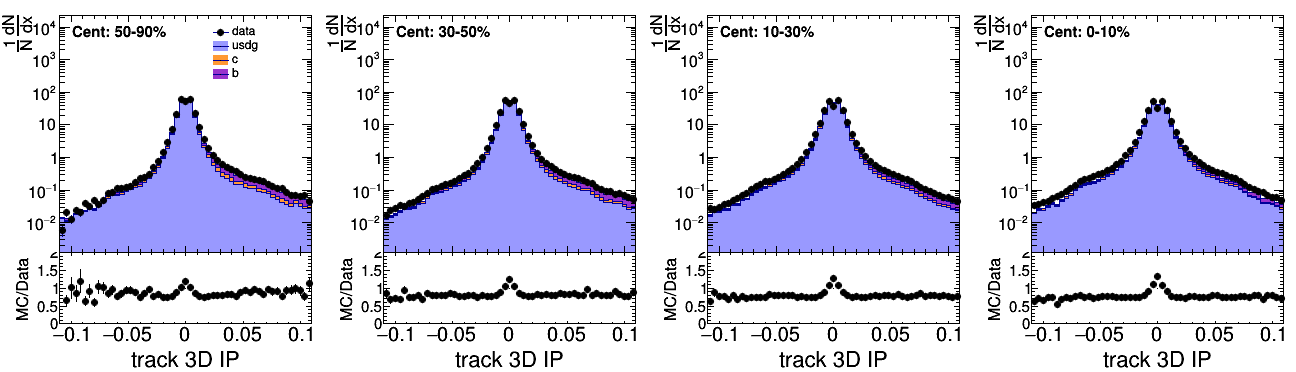 1 dN
N dx
10⁴
10³
10²
10
1
10⁻¹
10⁻²
Cent: 50-90%
data
usdg
c
b
MC/Data
2
1.5
1
0.5
0
−0.1 −0.05 0 0.05 0.1
track 3D IP
1 dN
N dx
10⁴
10³
10²
10
1
10⁻¹
10⁻²
Cent: 30-50%
MC/Data
2
1.5
1
0.5
0
−0.1 −0.05 0 0.05 0.1
track 3D IP
1 dN
N dx
10⁴
10³
10²
10
1
10⁻¹
10⁻²
Cent: 10-30%
MC/Data
2
1.5
1
0.5
0
−0.1 −0.05 0 0.05 0.1
track 3D IP
1 dN
N dx
10⁴
10³
10²
10
1
10⁻¹
10⁻²
Cent: 0-10%
MC/Data
2
1.5
1
0.5
0
−0.1 −0.05 0 0.05 0.1
track 3D IP